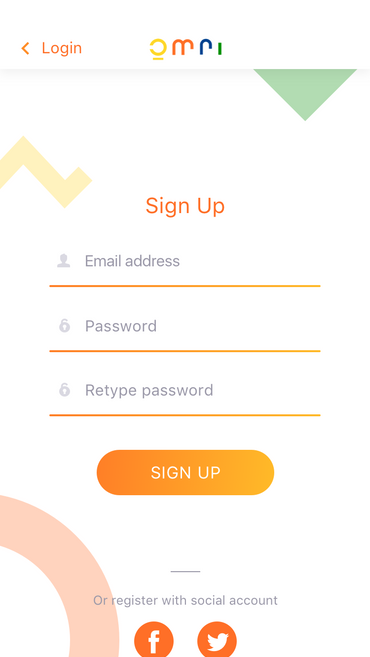 Login
omni
Sign Up
Email address
Password
Retype password
SIGN UP
Or register with social account